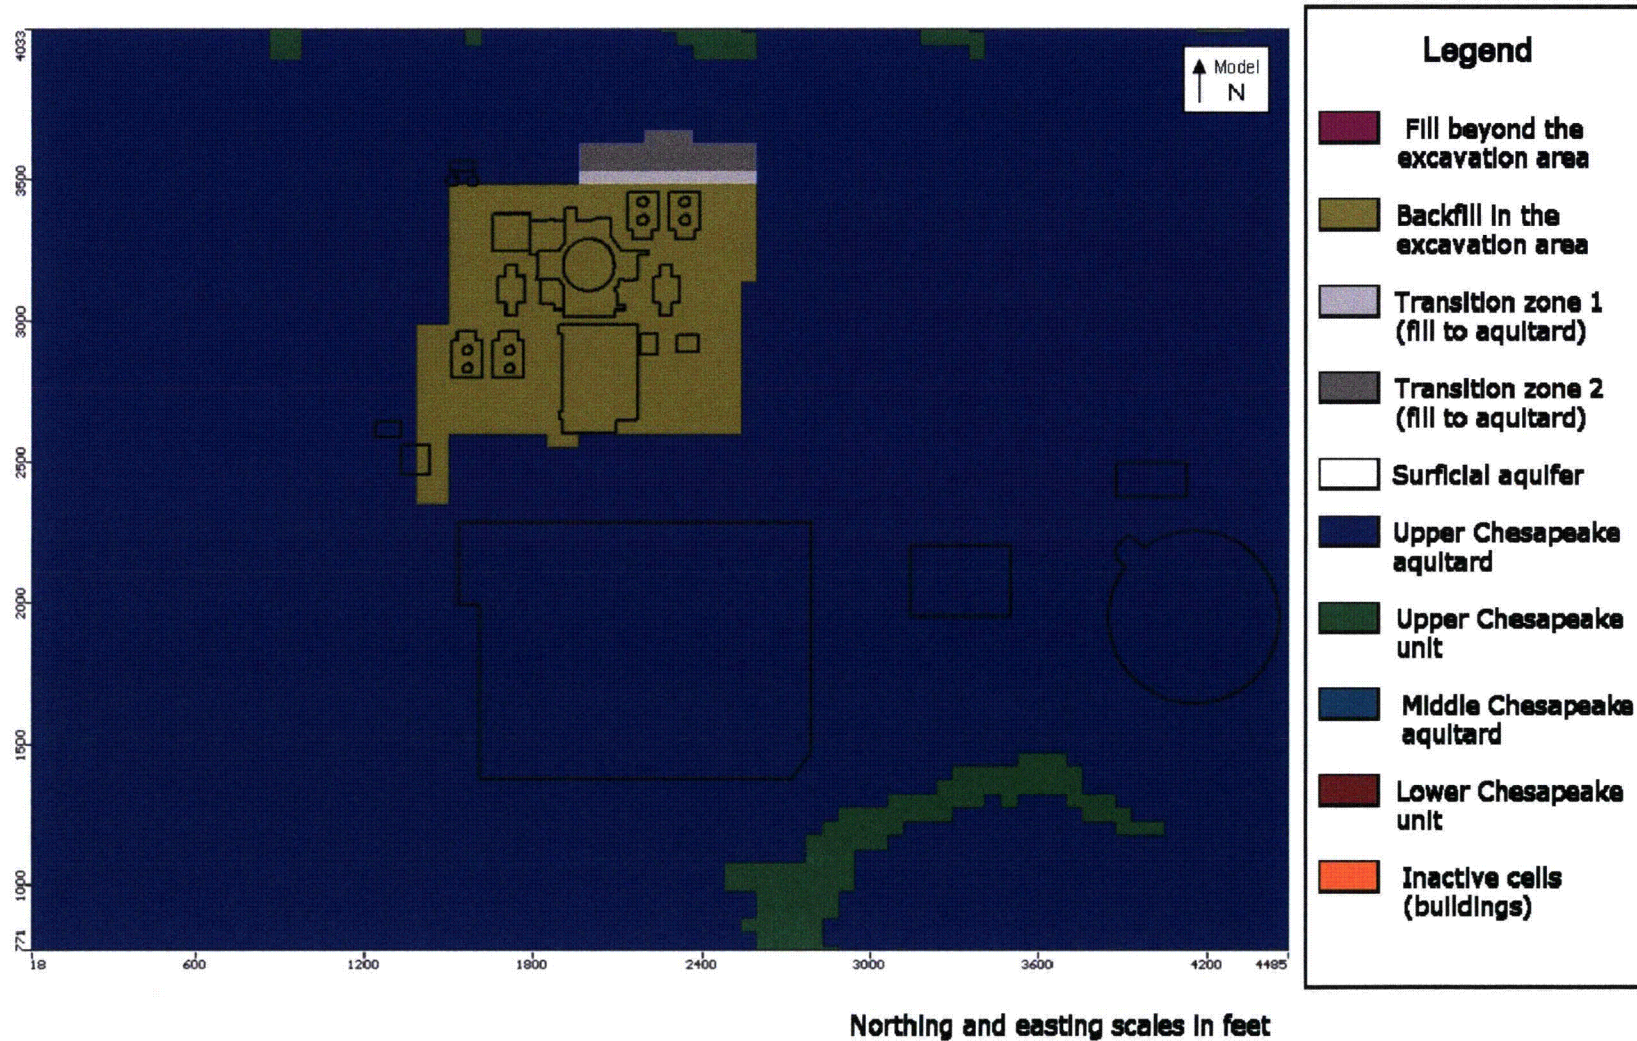 4033
3500
3000
2500
2000
1500
1000
771
18
600
1200
1800
2400
3000
3600
4200
4485
Model
N
Northing and easting scales in feet
Legend
Fill beyond the
excavation area
Backfill in the
excavation area
Transition zone 1
(fill to aquitard)
Transition zone 2
(fill to aquitard)
Surficial aquifer
Upper Chesapeake
aquitard
Upper Chesapeake
unit
Middle Chesapeake
aquitard
Lower Chesapeake
unit
Inactive cells
(buildings)